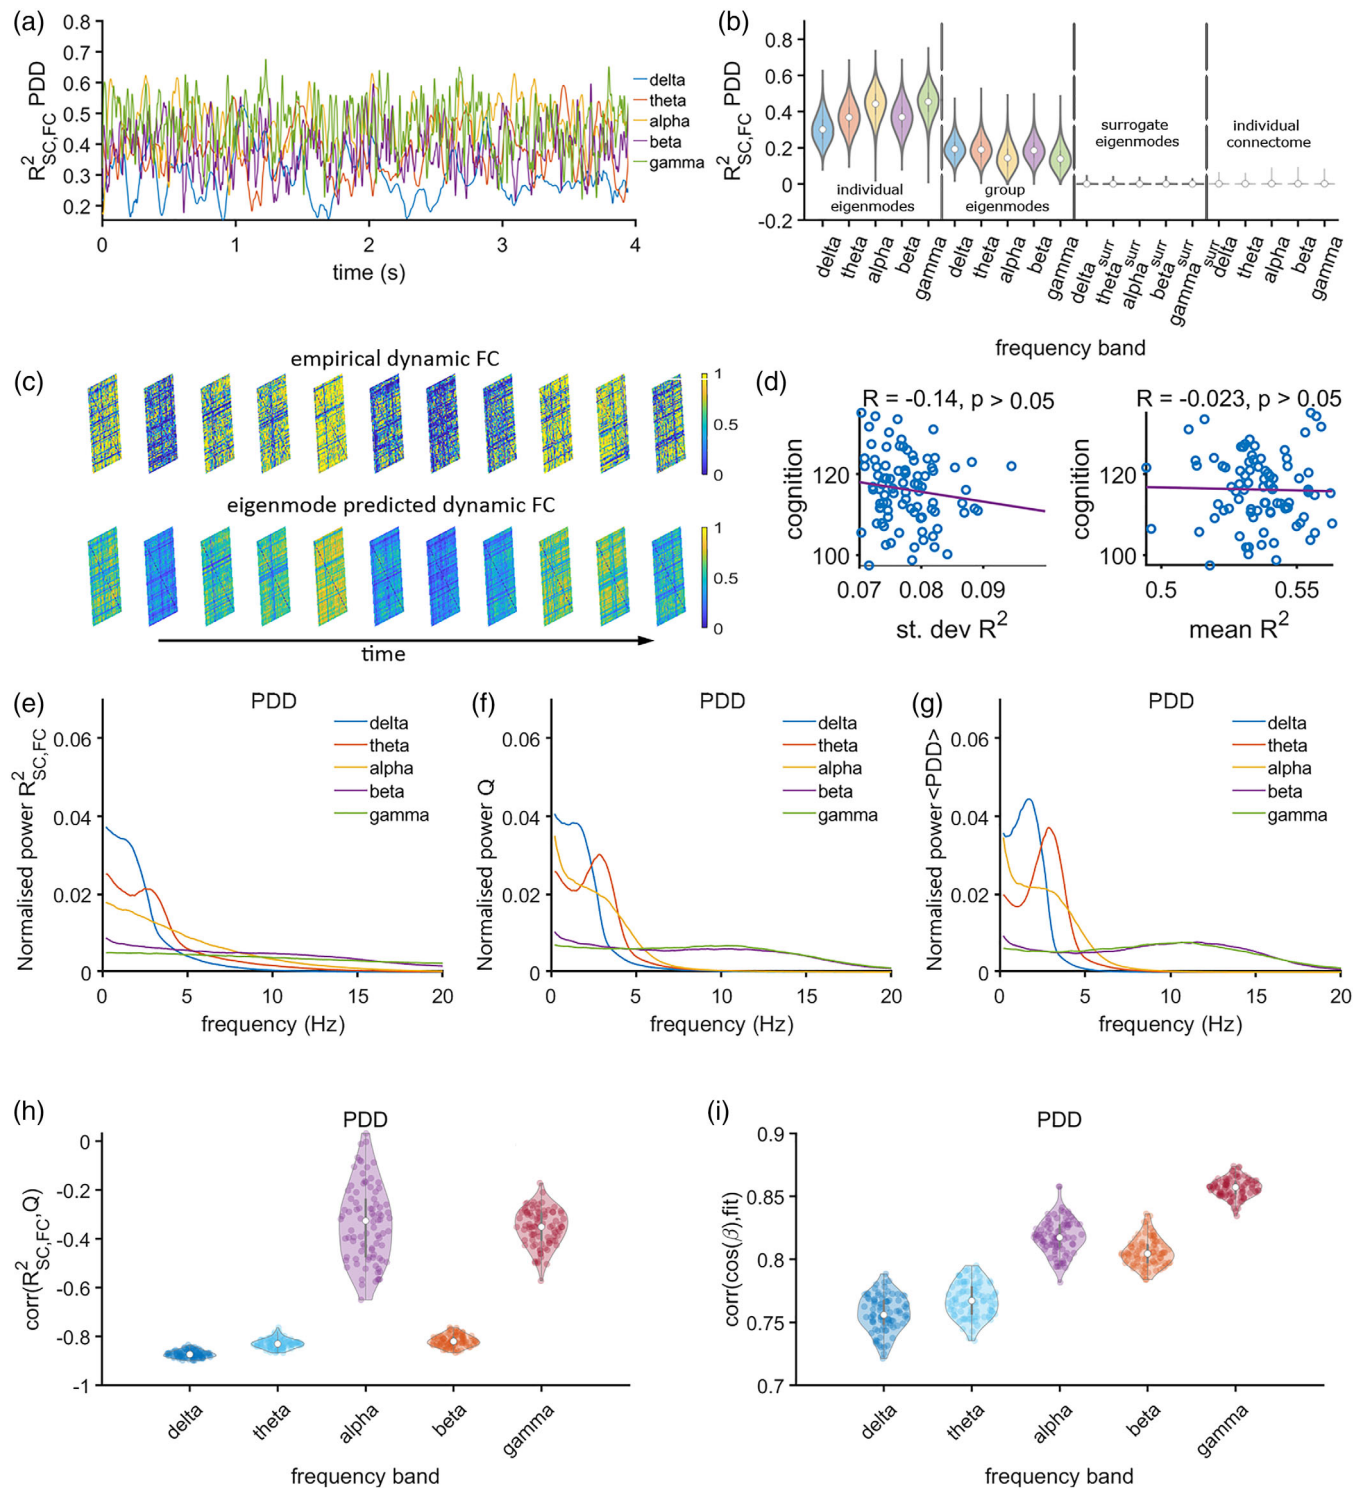 (a)
R²SC,FC PDD
0.8
0.7
0.6
0.5
0.4
0.3
0.2
0 1 2 3 4
time (s)
delta
theta
alpha
beta
gamma
(b)
R²SC,FC PDD
0.8
0.6
0.4
0.2
0
-0.2
individual
eigenmodes
group
eigenmodes
surrogate
eigenmodes
individual
connectome
delta theta alpha beta gamma delta theta alpha beta gamma delta surr theta surr alpha surr beta surr gamma surr delta theta alpha beta gamma
frequency band
(c)
empirical dynamic FC
1
0.5
0
eigenmode predicted dynamic FC
1
0.5
0
time
(d)
R = -0.14, p > 0.05
cognition
120
100
0.07 0.08 0.09
st. dev R²
R = -0.023, p > 0.05
cognition
120
100
0.5 0.55
mean R²
(e)
PDD
Normalised power R²SC,FC
0.06
0.04
0.02
0
0 5 10 15 20
frequency (Hz)
delta
theta
alpha
beta
gamma
(f)
PDD
Normalised power Q
0.06
0.04
0.02
0
0 5 10 15 20
frequency (Hz)
delta
theta
alpha
beta
gamma
(g)
PDD
Normalised power <PDD>
0.06
0.04
0.02
0
0 5 10 15 20
frequency (Hz)
delta
theta
alpha
beta
gamma
(h)
PDD
corr(R²SC,FC,Q)
0
-0.2
-0.4
-0.6
-0.8
-1
delta theta alpha beta gamma
frequency band
(i)
PDD
corr(cos(β),fit)
0.9
0.85
0.8
0.75
0.7
delta theta alpha beta gamma
frequency band